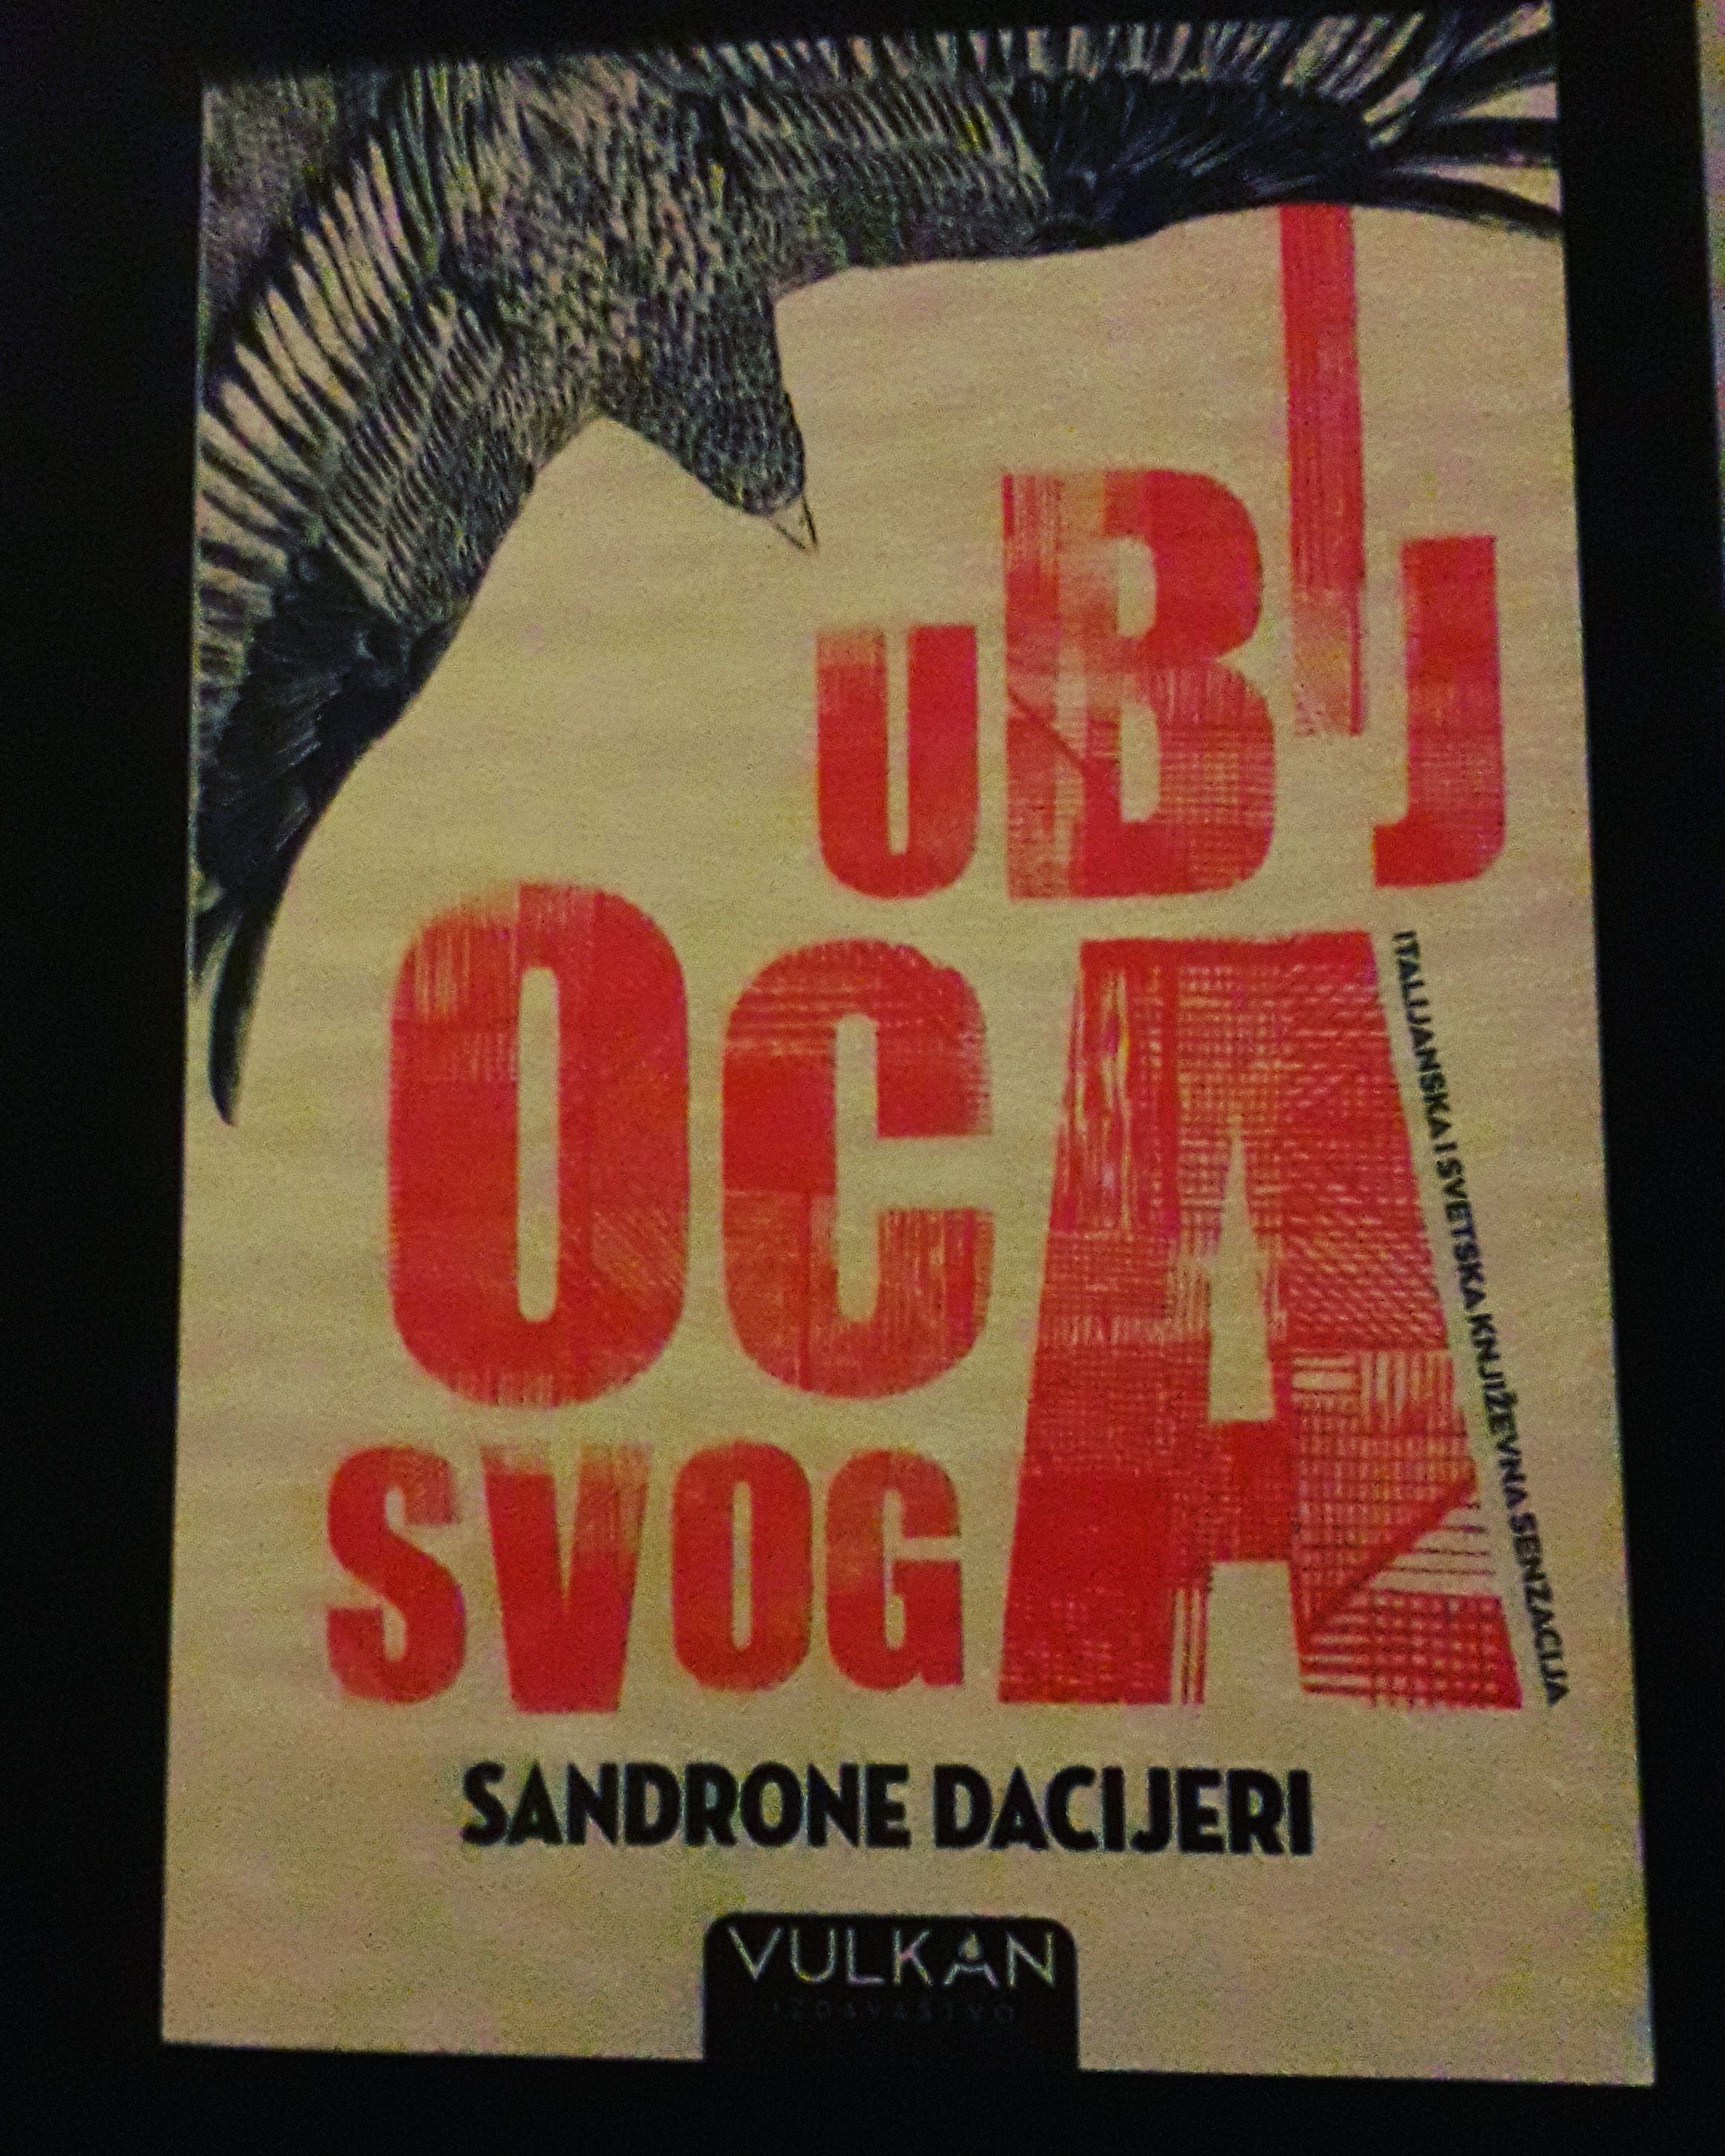 UBIJ
OCA
SVOG
ITALIJANSKA I SVETSKA KNJIŽEVNA SENZACIJA
SANDRONE DACIJERI
VULKAN
IZDAVAŠTVO